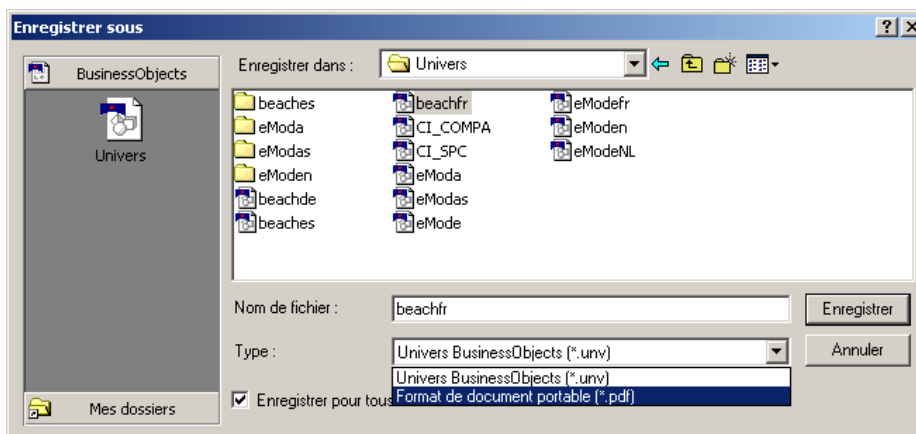 Enregistrer sous
BusinessObjects
Univers
Mes dossiers
Enregistrer dans :
Univers
beaches
eModa
eModas
eModen
beachde
beaches
beachfr
CI_COMPA
CI_SPC
eModa
eModas
eMode
eModefr
eModen
eModeNL
Nom de fichier :
beachfr
Enregistrer
Type :
Univers BusinessObjects (*.unv)
Annuler
Univers BusinessObjects (*.unv)
Format de document portable (*.pdf)
Enregistrer pour tous